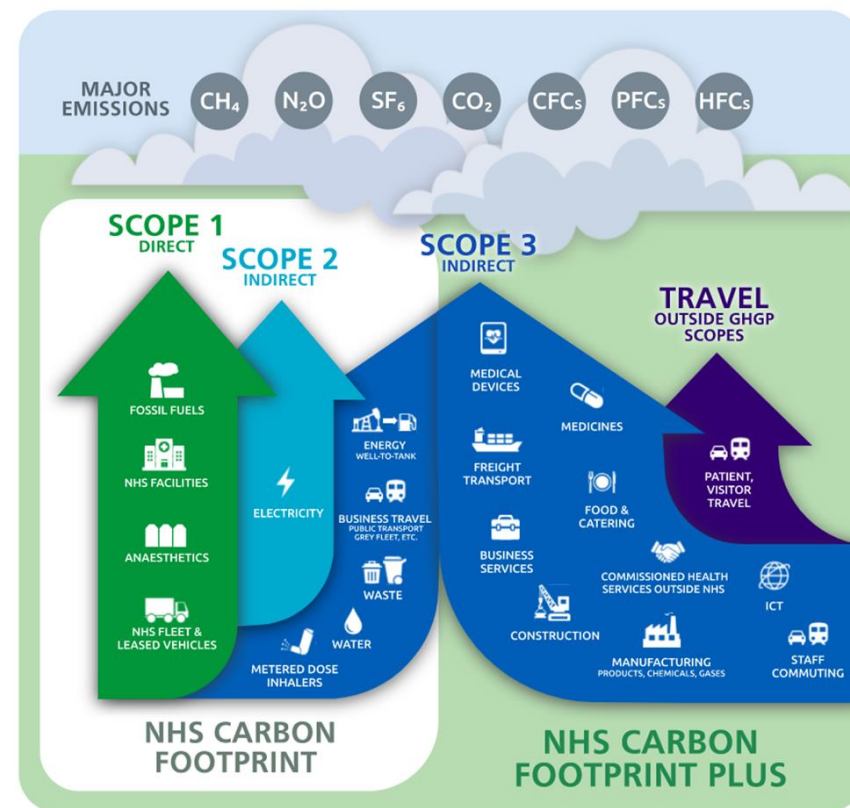 MAJOR
EMISSIONS
CH₄
N₂O
SF₆
CO₂
CFCs
PFCs
HFCs
SCOPE 1
DIRECT
FOSSIL FUELS
NHS FACILITIES
ANAESTHETICS
NHS FLEET &
LEASED VEHICLES
SCOPE 2
INDIRECT
ELECTRICITY
SCOPE 3
INDIRECT
ENERGY
WELL-TO-TANK
BUSINESS TRAVEL
PUBLIC TRANSPORT
GREY FLEET, ETC.
WASTE
WATER
METERED DOSE
INHALERS
MEDICAL
DEVICES
MEDICINES
FREIGHT
TRANSPORT
FOOD &
CATERING
BUSINESS
SERVICES
COMMISSIONED HEALTH
SERVICES OUTSIDE NHS
ICT
CONSTRUCTION
MANUFACTURING
PRODUCTS, CHEMICALS, GASES
STAFF
COMMUTING
TRAVEL
OUTSIDE GHGP
SCOPES
PATIENT,
VISITOR
TRAVEL
NHS CARBON
FOOTPRINT
NHS CARBON
FOOTPRINT PLUS